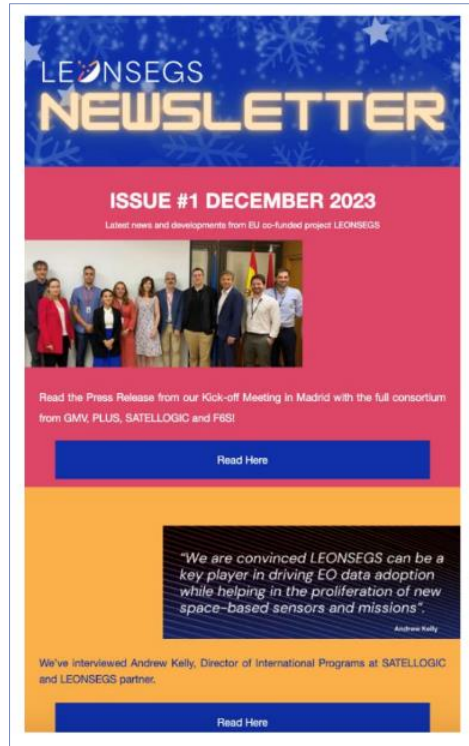 LEONSEGS
NEWSLETTER
ISSUE #1 DECEMBER 2023
Latest news and developments from EU co-funded project LEONSEGS
Read the Press Release from our Kick-off Meeting in Madrid with the full consortium
from GMV, PLUS, SATELLOGIC and F6S!
Read Here
"We are convinced LEONSEGS can be a
key player in driving EO data adoption
while helping in the proliferation of new
space-based sensors and missions".
Andrew Kelly
We've interviewed Andrew Kelly, Director of International Programs at SATELLOGIC
and LEONSEGS partner.
Read Here